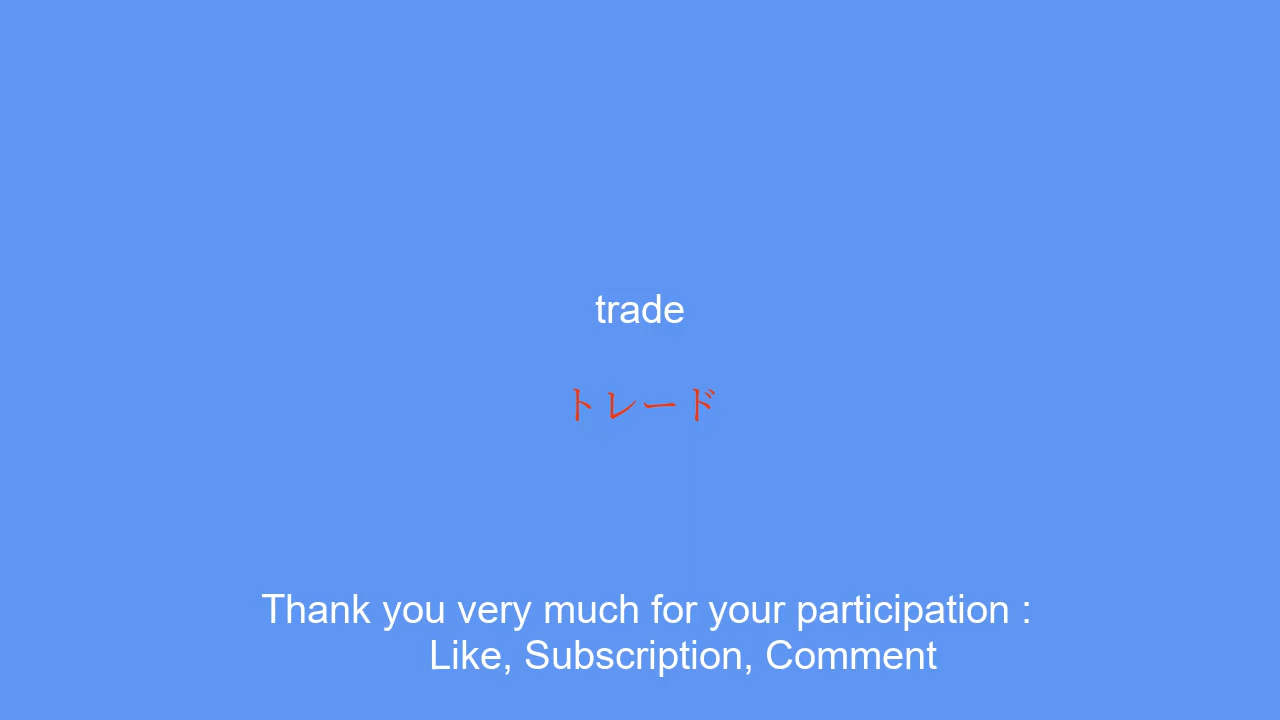 trade
トレード
Thank you very much for your participation :
Like, Subscription, Comment